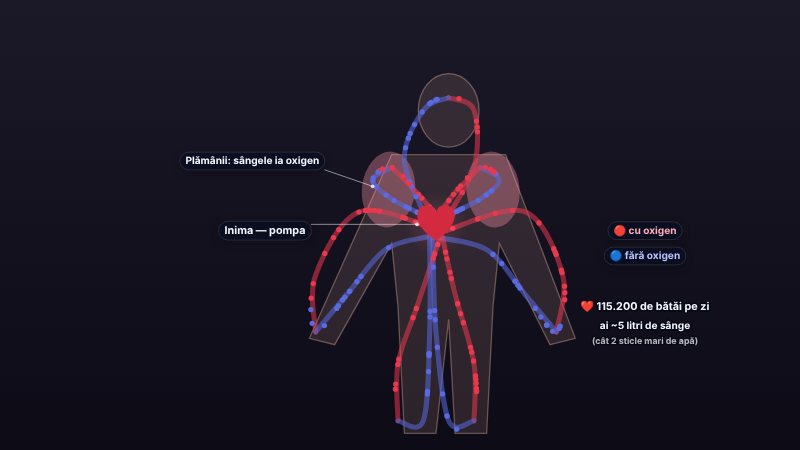 Plămânii: sângele ia oxigen
Inima — pompa
🔴 cu oxigen
🔵 fără oxigen
❤️ 115.200 de bătăi pe zi
ai ~5 litri de sânge
(cât 2 sticle mari de apă)